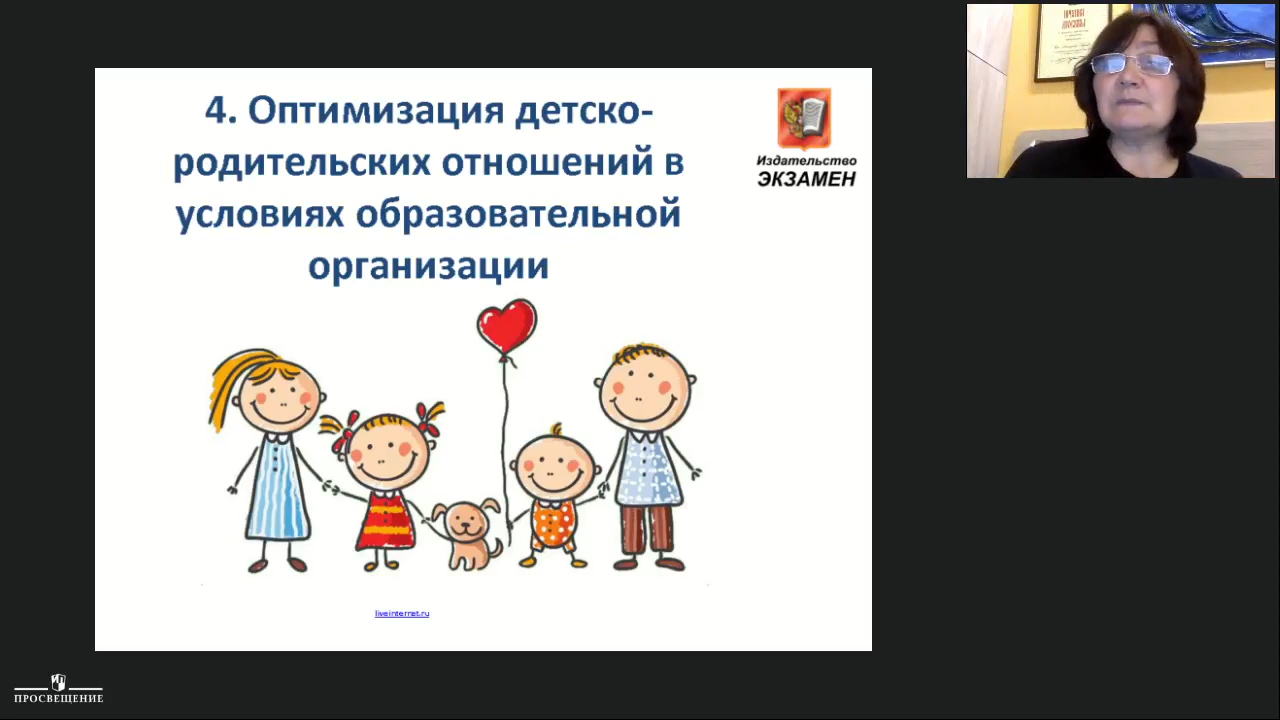 4. Оптимизация детско-
родительских отношений в
условиях образовательной
организации
Издательство
ЭКЗАМЕН
liveinternet.ru
ПРОСВЕЩЕНИЕ